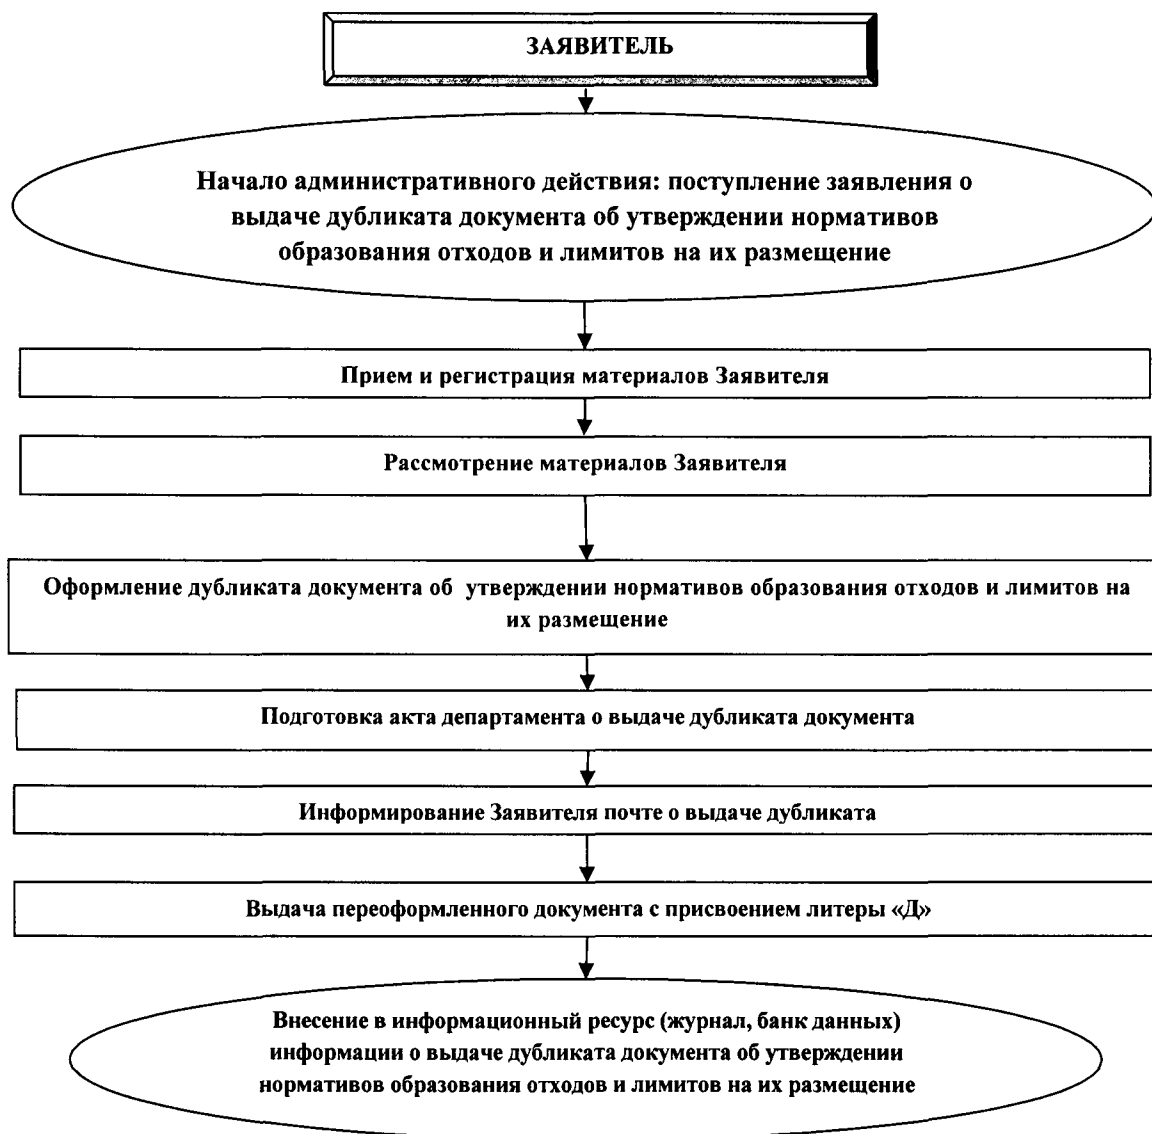 ЗАЯВИТЕЛЬ
Начало административного действия: поступление заявления о
выдаче дубликата документа об утверждении нормативов
образования отходов и лимитов на их размещение
Прием и регистрация материалов Заявителя
Рассмотрение материалов Заявителя
Оформление дубликата документа об утверждении нормативов образования отходов и лимитов на
их размещение
Подготовка акта департамента о выдаче дубликата документа
Информирование Заявителя почте о выдаче дубликата
Выдача переоформленного документа с присвоением литеры «Д»
Внесение в информационный ресурс (журнал, банк данных)
информации о выдаче дубликата документа об утверждении
нормативов образования отходов и лимитов на их размещение